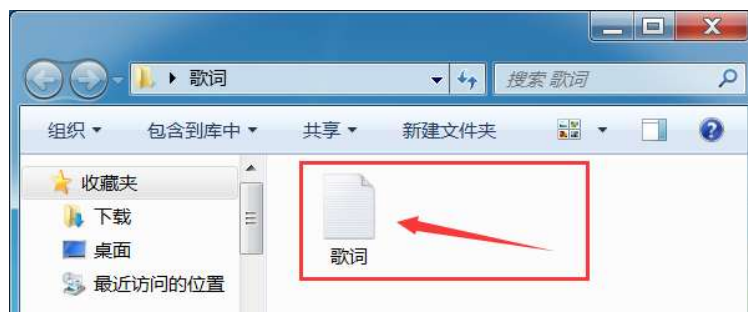 歌词
搜索 歌词
组织
包含到库中
共享
新建文件夹
收藏夹
下载
桌面
最近访问的位置
歌词